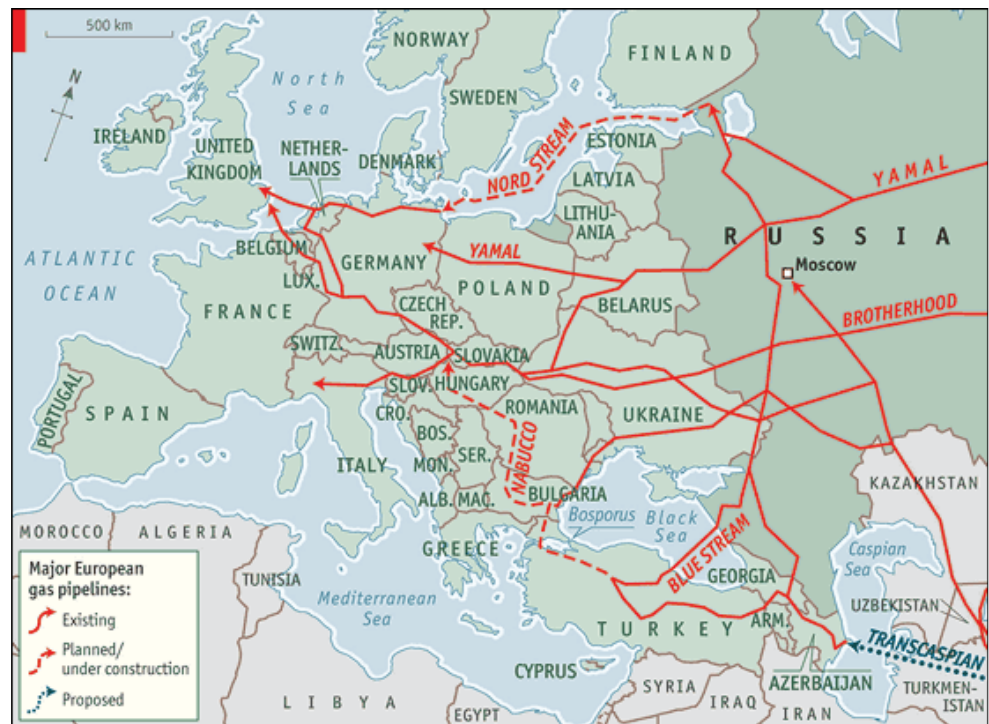 500 km
N
NORWAY
FINLAND
North
Sea
SWEDEN
IRELAND
UNITED
KINGDOM
NETHER-
LANDS
DENMARK
NORD STREAM
ESTONIA
LATVIA
LITHU-
ANIA
YAMAL
RUSSIA
Moscow
ATLANTIC
OCEAN
BELGIUM
LUX.
GERMANY
YAMAL
POLAND
BELARUS
BROTHERHOOD
FRANCE
CZECH
REP.
SWITZ.
AUSTRIA
SLOVAKIA
SLOV.
HUNGARY
PORTUGAL
SPAIN
CRO.
ROMANIA
UKRAINE
BOS.
ITALY
MON.
SER.
NABUCCO
KAZAKHSTAN
ALB.
MAC.
BULGARIA
Bosporus
Black
Sea
MOROCCO
ALGERIA
GREECE
BLUE STREAM
Caspian
Sea
GEORGIA
TUNISIA
Mediterranean
Sea
UZBEKISTAN
TURKEY
ARM.
TRANSCASPIAN
CYPRUS
AZERBAIJAN
TURKMEN-
ISTAN
SYRIA
IRAQ
IRAN
LIBYA
EGYPT
Major European
gas pipelines:
Existing
Planned/
under construction
Proposed